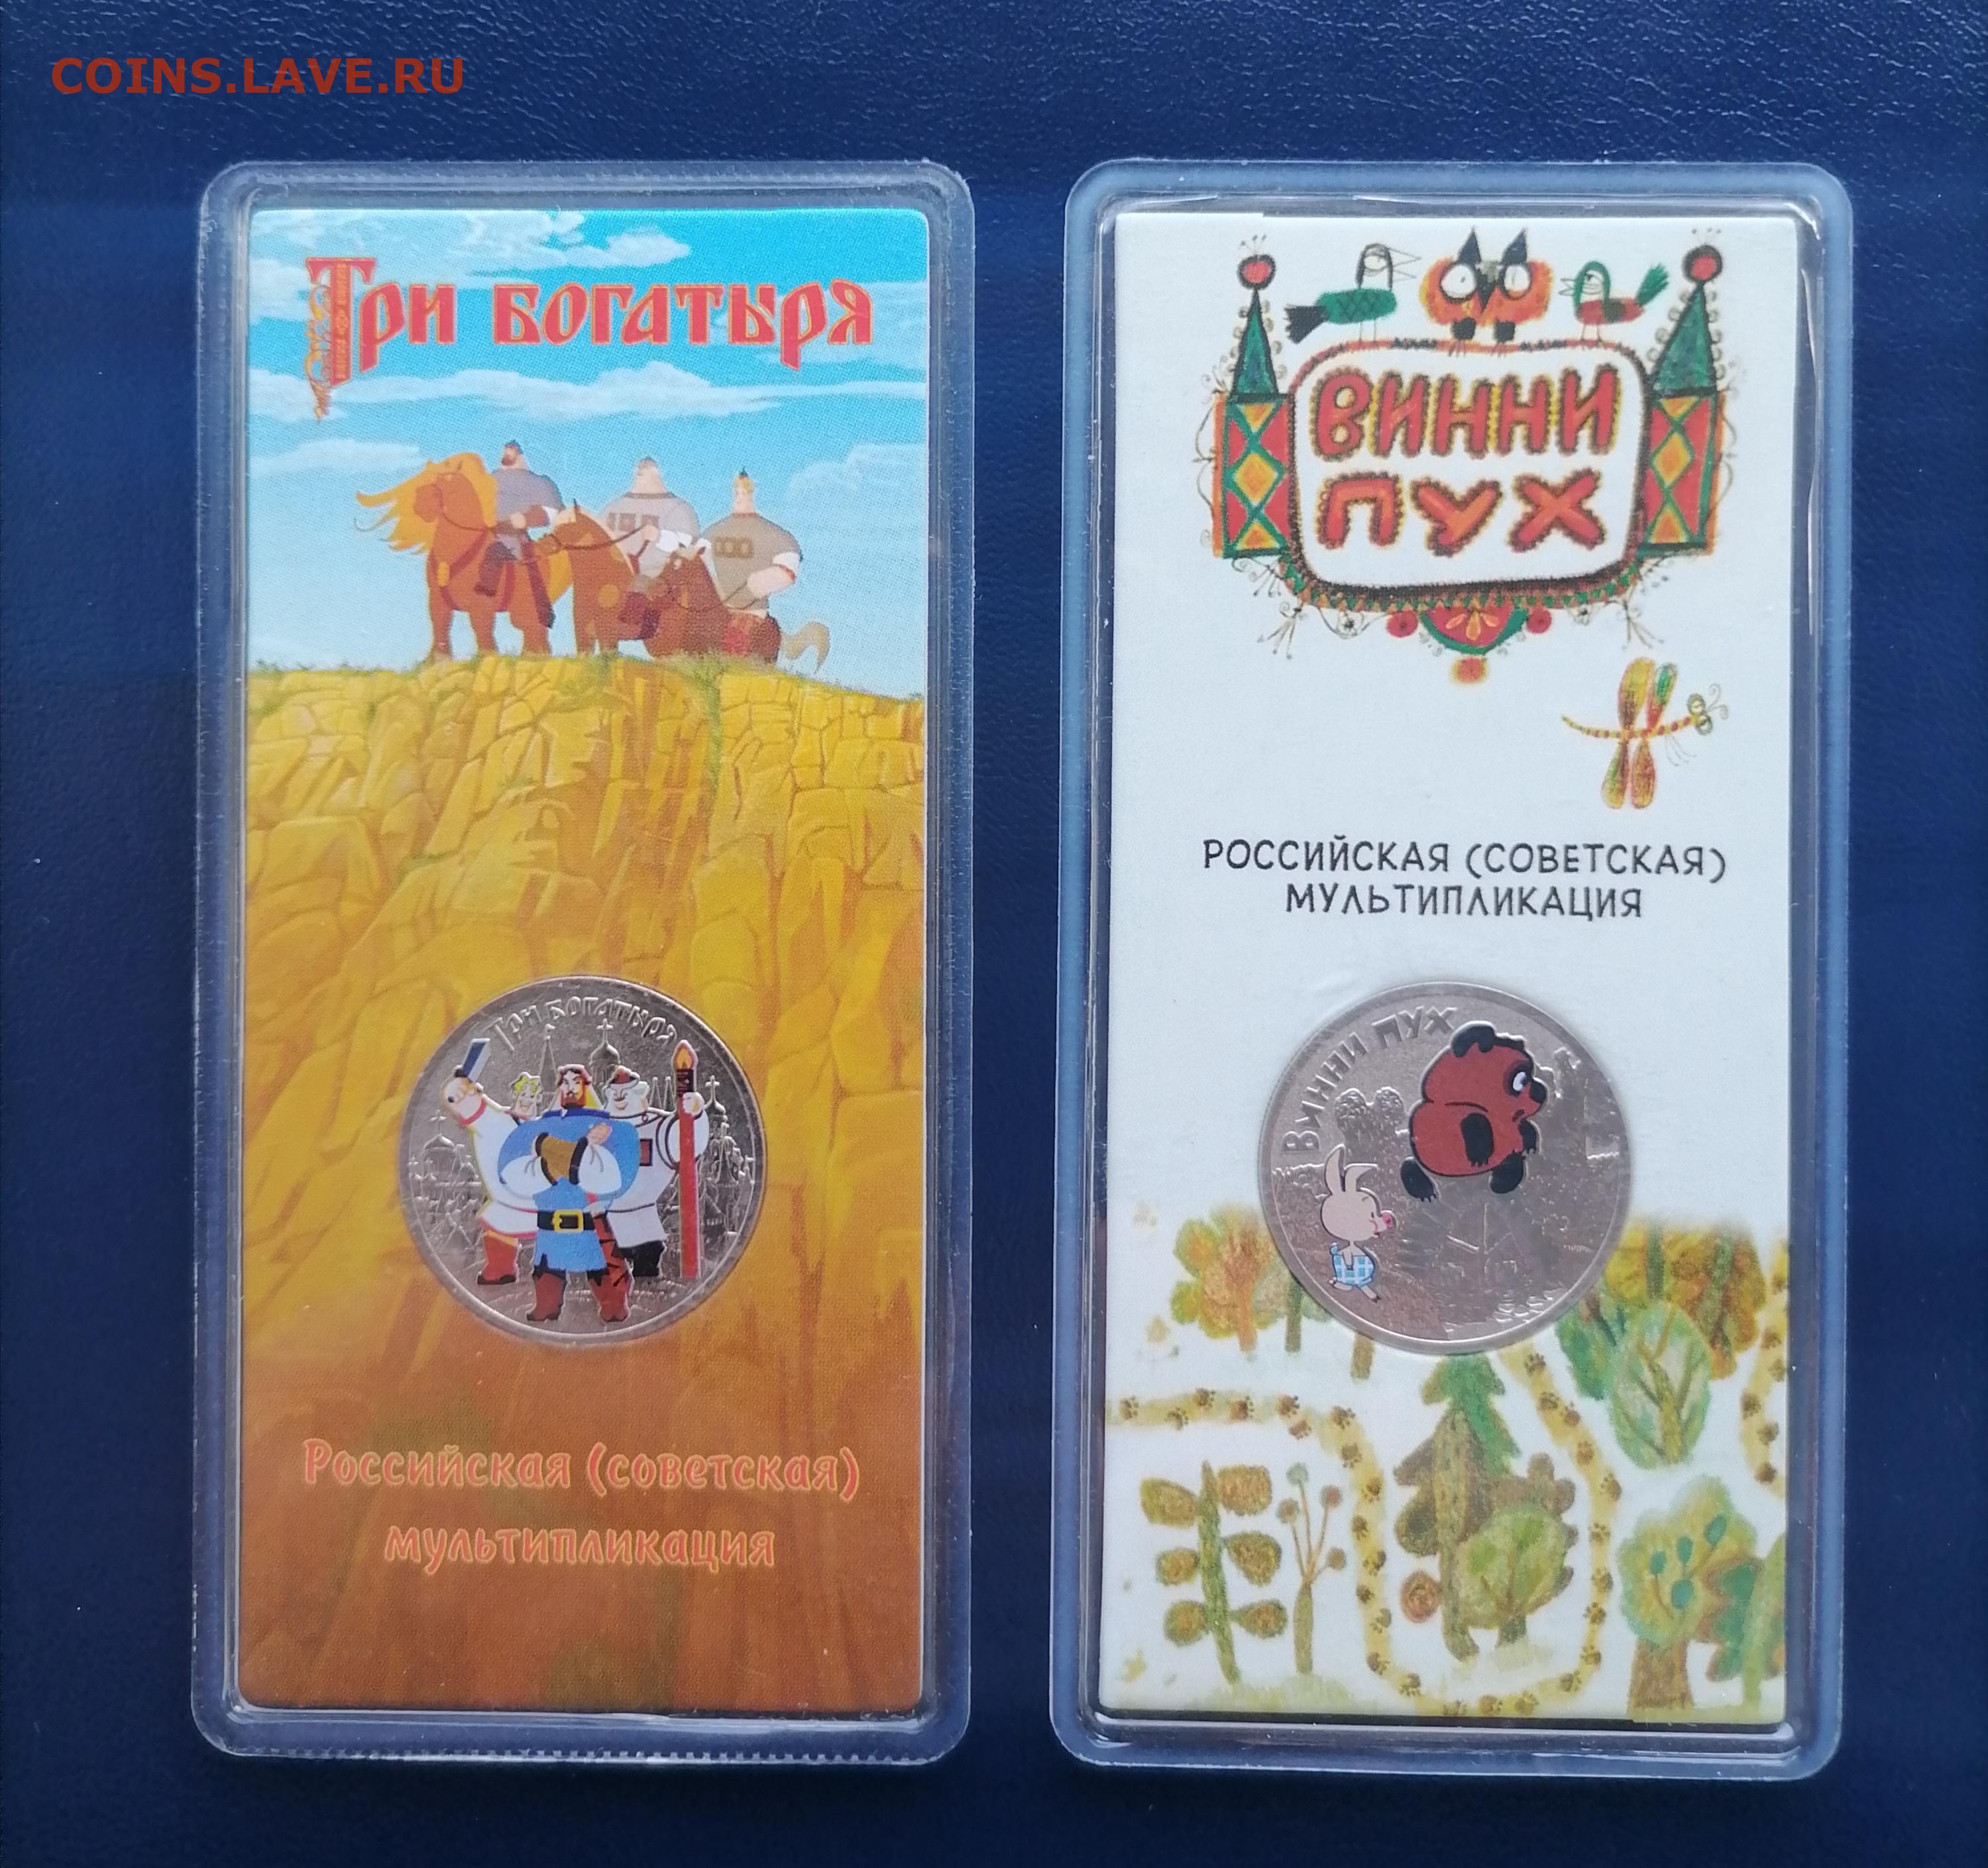 COINS.LAVE.RU
Три богатыря
Три богатыря
Российская (советская)
мультипликация
ВИННИ
ПУХ
РОССИЙСКАЯ (СОВЕТСКАЯ)
МУЛЬТИПЛИКАЦИЯ
Винни Пух